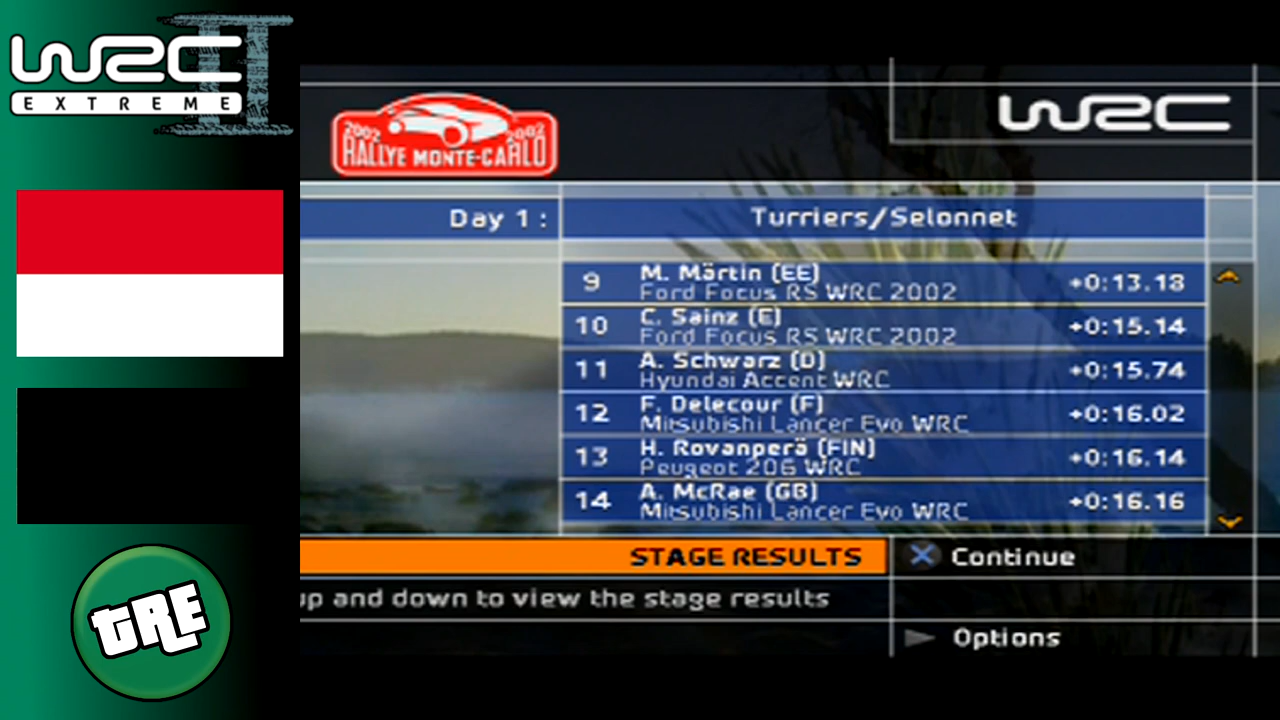 WRC II
EXTREME
2002 2002
RALLYE MONTE-CARLO
WRC
Day 1 :
Turriers/Selonnet
9 M. Märtin (EE) +0:13.18
Ford Focus RS WRC 2002
10 C. Sainz (E) +0:15.14
Ford Focus RS WRC 2002
11 A. Schwarz (D) +0:15.74
Hyundai Accent WRC
12 F. Delecour (F) +0:16.02
Mitsubishi Lancer Evo WRC
13 H. Rovanperä (FIN) +0:16.14
Peugeot 206 WRC
14 A. McRae (GB) +0:16.16
Mitsubishi Lancer Evo WRC
STAGE RESULTS
Continue
up and down to view the stage results
Options
TRE